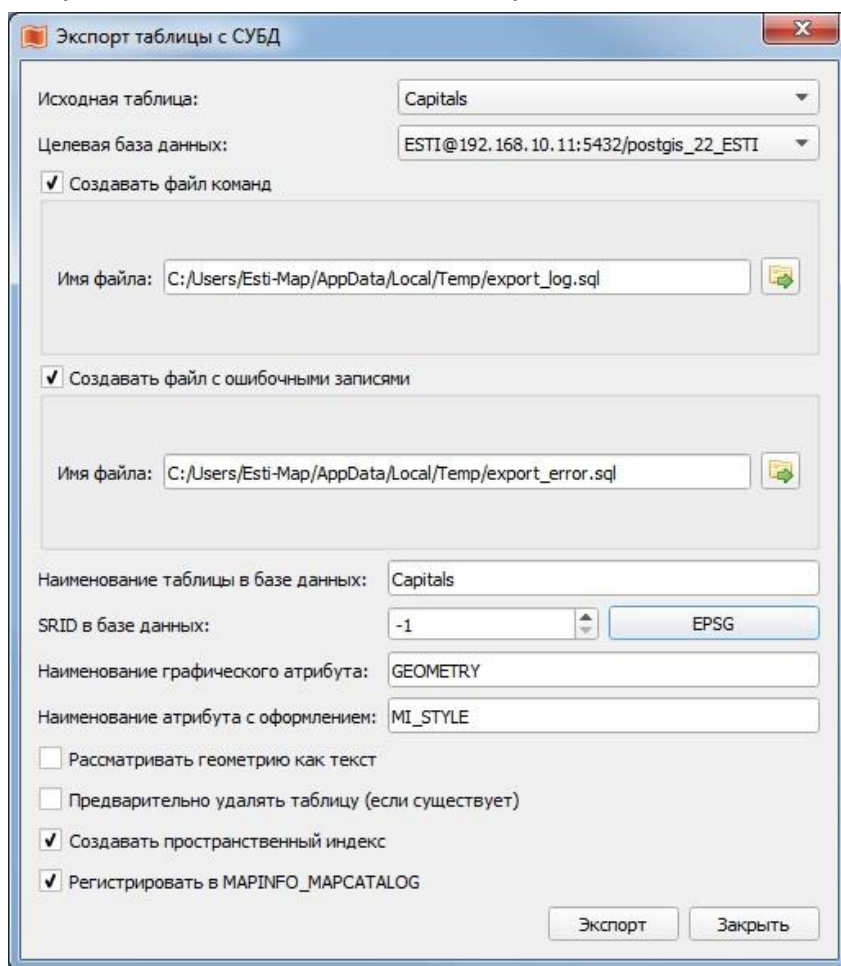 Экспорт таблицы с СУБД
Исходная таблица: Capitals
Целевая база данных: ESTI@192.168.10.11:5432/postgis_22_ESTI
Создавать файл команд
Имя файла: C:/Users/Esti-Map/AppData/Local/Temp/export_log.sql
Создавать файл с ошибочными записями
Имя файла: C:/Users/Esti-Map/AppData/Local/Temp/export_error.sql
Наименование таблицы в базе данных: Capitals
SRID в базе данных: -1 EPSG
Наименование графического атрибута: GEOMETRY
Наименование атрибута с оформлением: MI_STYLE
Рассматривать геометрию как текст
Предварительно удалять таблицу (если существует)
Создавать пространственный индекс
Регистрировать в MAPINFO_MAPCATALOG
Экспорт Закрыть